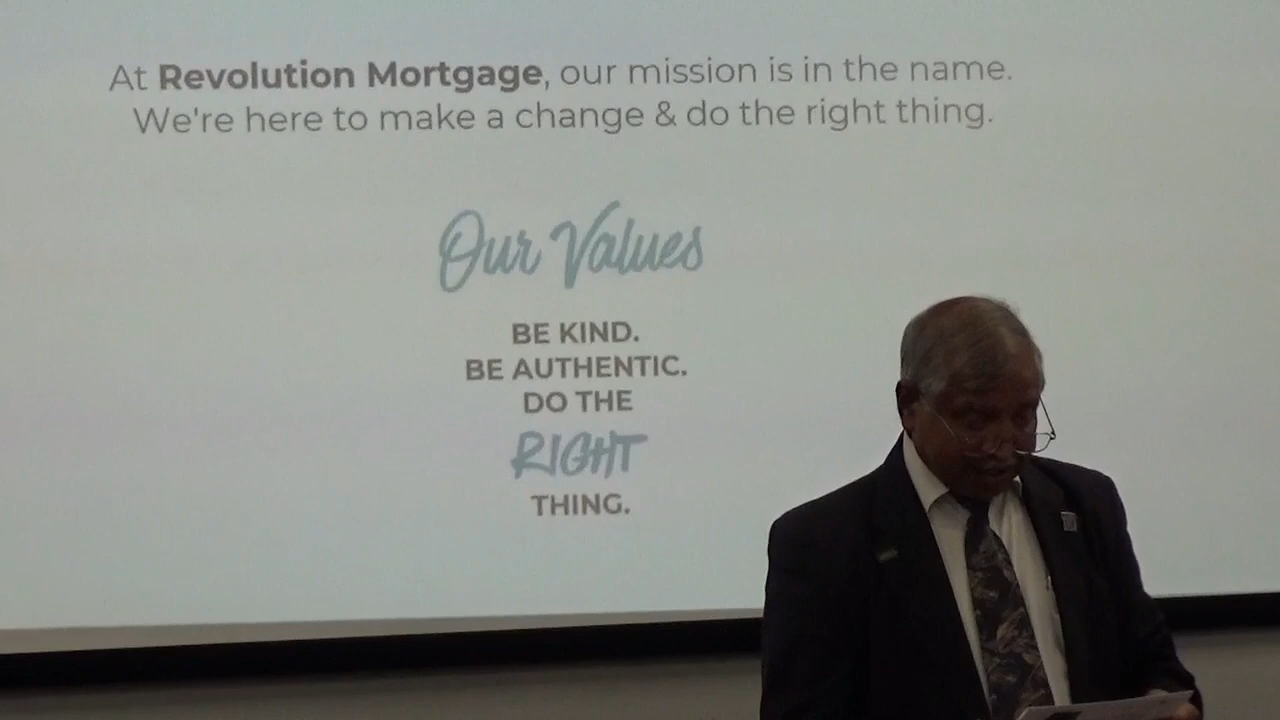 At Revolution Mortgage, our mission is in the name.
We're here to make a change & do the right thing.
Our Values
BE KIND.
BE AUTHENTIC.
DO THE
RIGHT
THING.